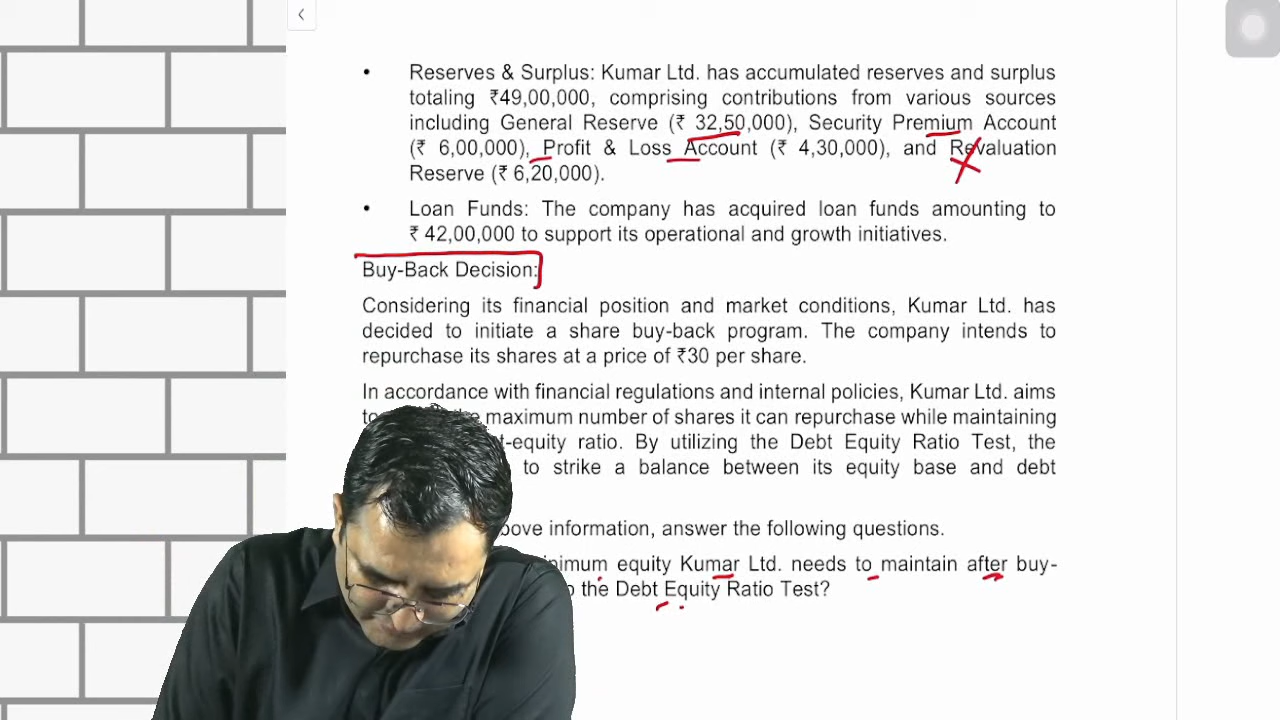 • Reserves & Surplus: Kumar Ltd. has accumulated reserves and surplus
totaling ₹49,00,000, comprising contributions from various sources
including General Reserve (₹ 32,50,000), Security Premium Account
(₹ 6,00,000), Profit & Loss Account (₹ 4,30,000), and Revaluation
Reserve (₹ 6,20,000).
• Loan Funds: The company has acquired loan funds amounting to
₹ 42,00,000 to support its operational and growth initiatives.
Buy-Back Decision:
Considering its financial position and market conditions, Kumar Ltd. has
decided to initiate a share buy-back program. The company intends to
repurchase its shares at a price of ₹30 per share.
In accordance with financial regulations and internal policies, Kumar Ltd. aims
maximum number of shares it can repurchase while maintaining
-equity ratio. By utilizing the Debt Equity Ratio Test, the
to strike a balance between its equity base and debt
information, answer the following questions.
equity Kumar Ltd. needs to maintain after buy-
the Debt Equity Ratio Test?